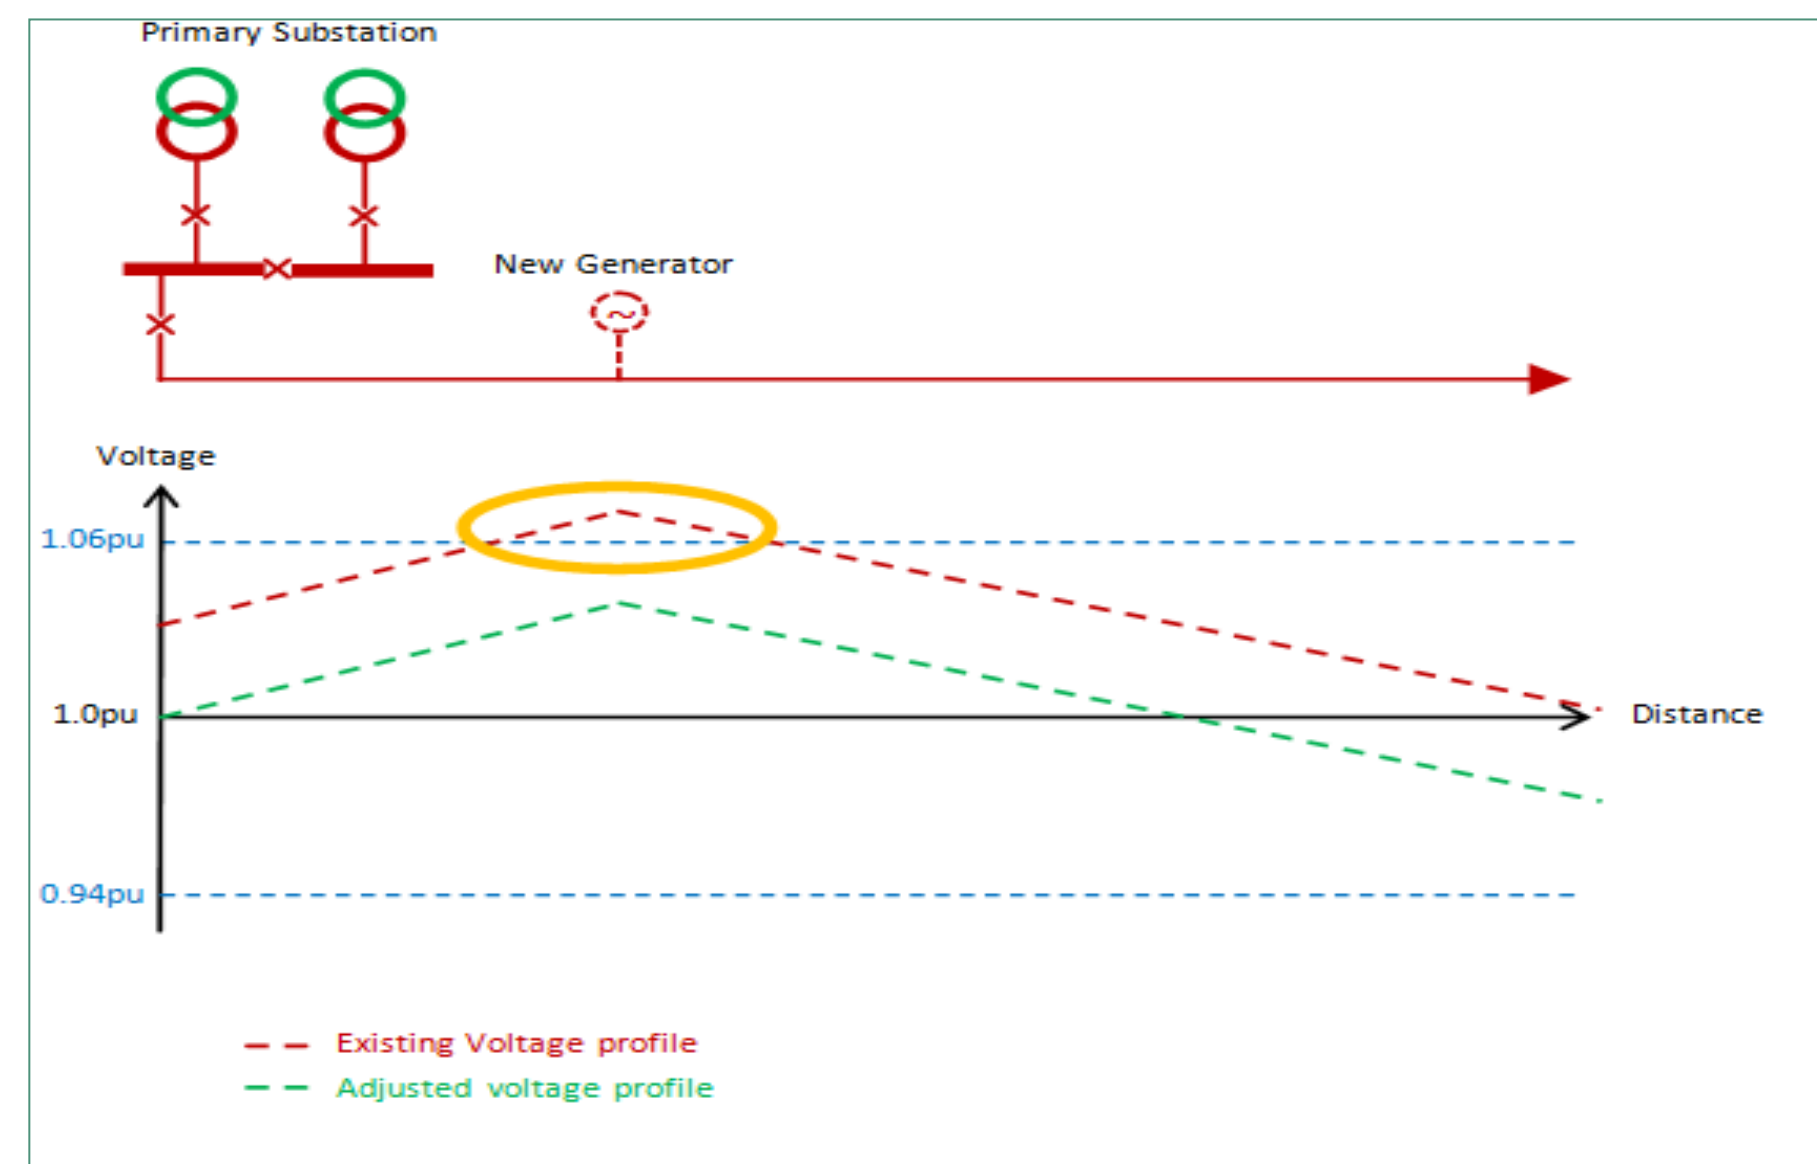 Primary Substation
New Generator
~
Voltage
1.06pu
1.0pu
Distance
0.94pu
Existing Voltage profile
Adjusted voltage profile